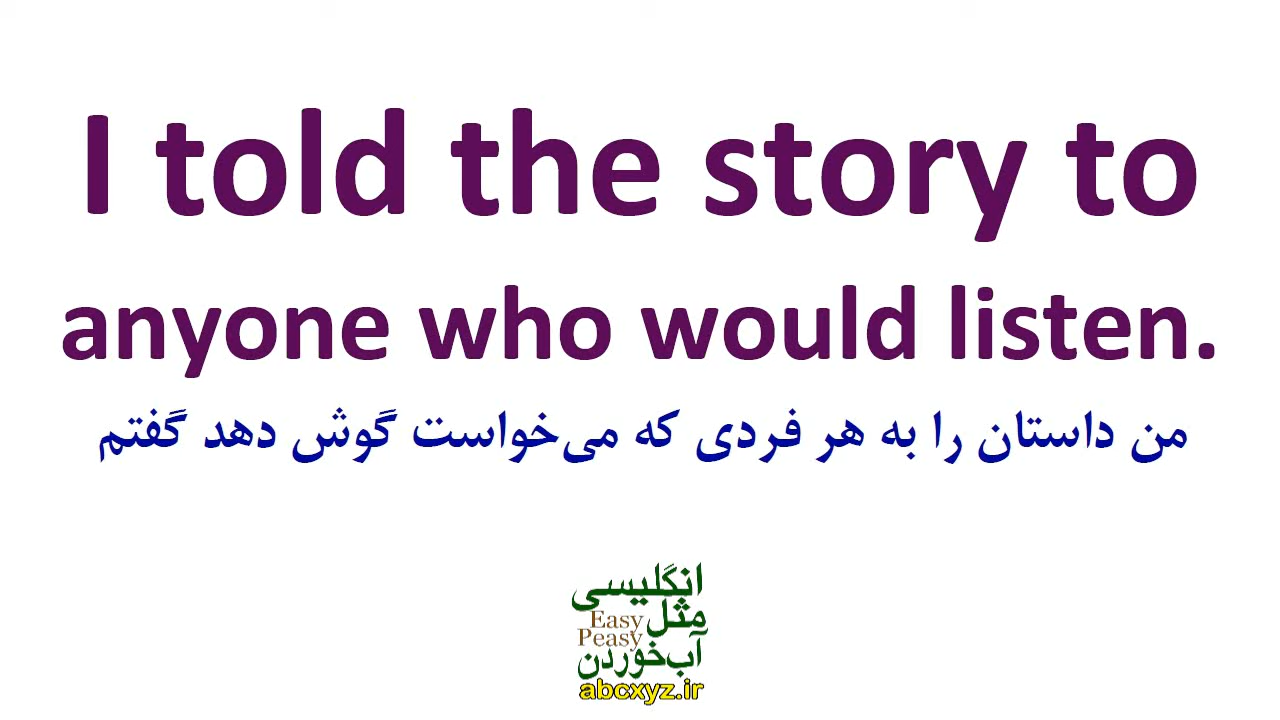 I told the story to
anyone who would listen.
من داستان را به هر فردی که می‌خواست گوش دهد گفتم
انگلیسی
مثل
Easy
Peasy
آب‌خوردن
abcxyz.ir